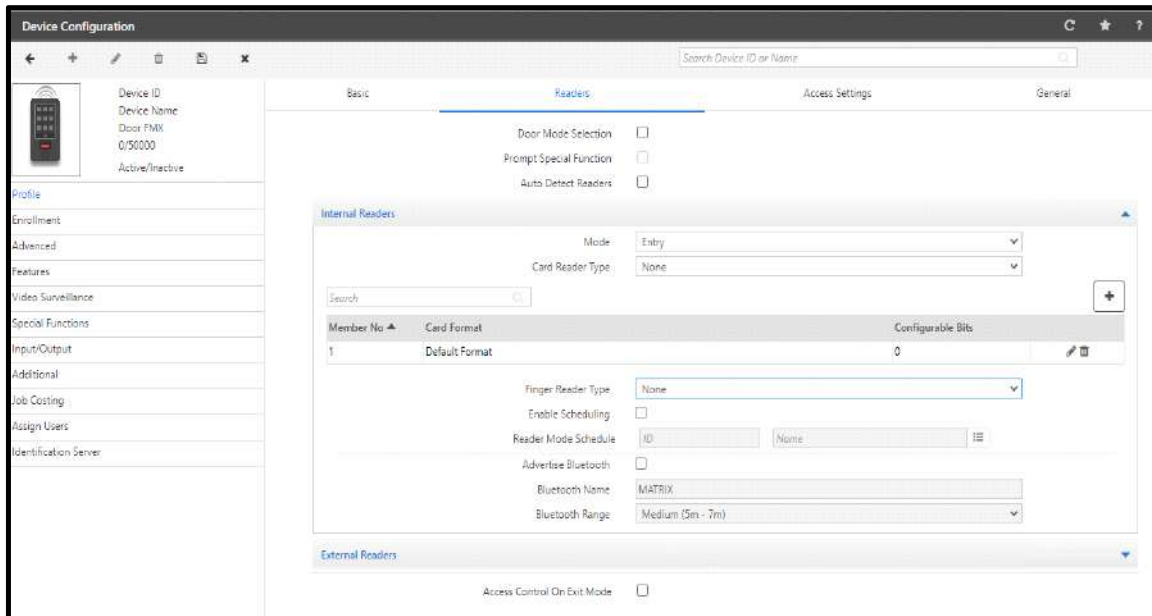 Device Configuration
?
Search Device ID or Name
Device ID
Device Name
Door FMX
0/50000
Active/Inactive
Profile
Enrollment
Advanced
Features
Video Surveillance
Special Functions
Input/Output
Additional
Job Costing
Assign Users
Identification Server
Basic Readers Access Settings General
Door Mode Selection
Prompt Special Function
Auto Detect Readers
Internal Readers
Mode Entry
Card Reader Type None
Search
Member No Card Format Configurable Bits
1 Default Format 0
Finger Reader Type None
Enable Scheduling
Reader Mode Schedule ID Name
Advertise Bluetooth
Bluetooth Name MATRIX
Bluetooth Range Medium (5m - 7m)
External Readers
Access Control On Exit Mode